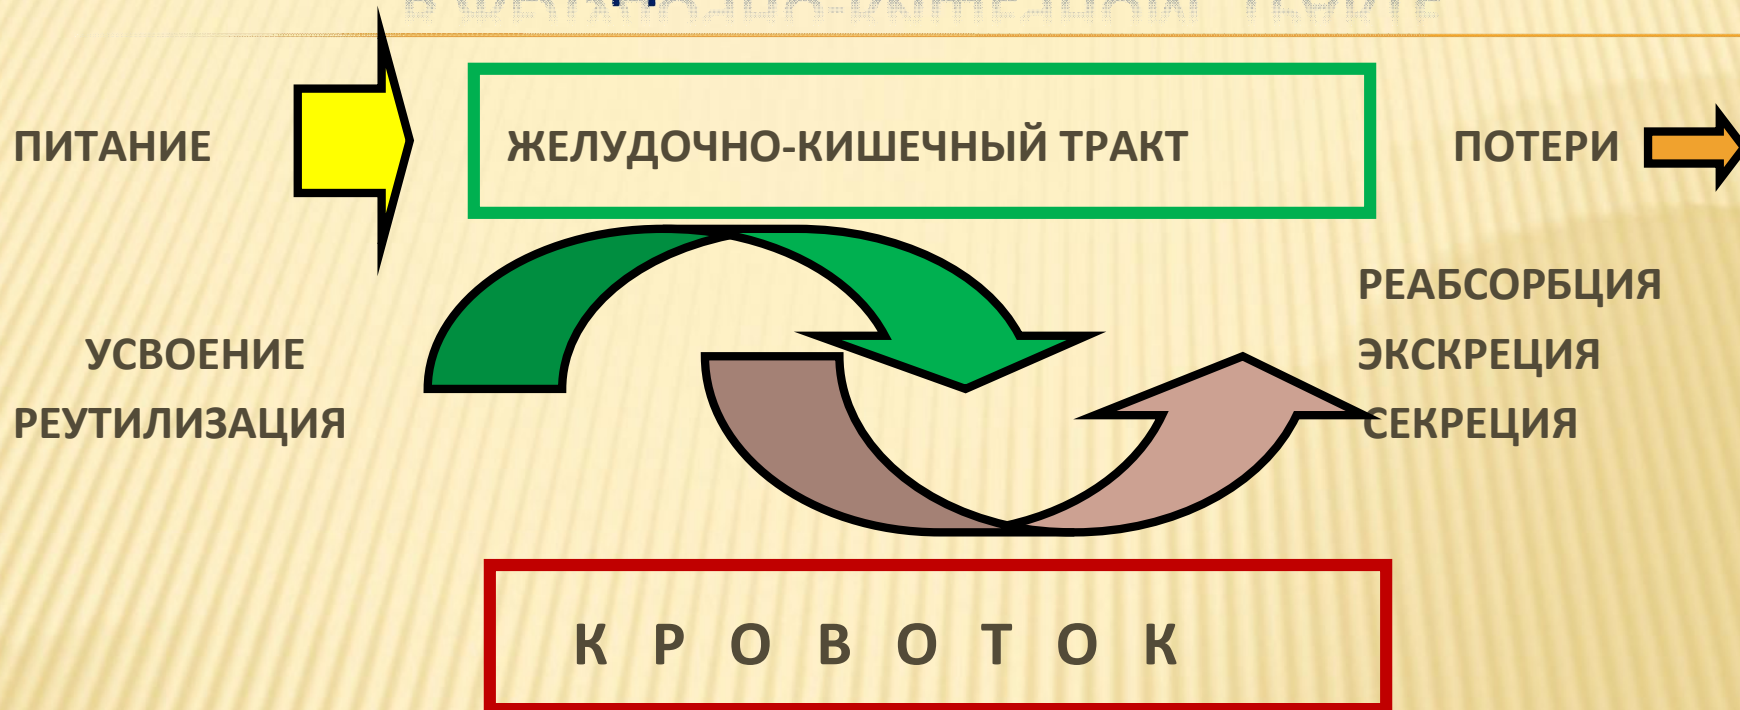 ПИТАНИЕ
ЖЕЛУДОЧНО-КИШЕЧНЫЙ ТРАКТ
ПОТЕРИ
УСВОЕНИЕ
РЕУТИЛИЗАЦИЯ
РЕАБСОРБЦИЯ
ЭКСКРЕЦИЯ
СЕКРЕЦИЯ
К Р О В О Т О К